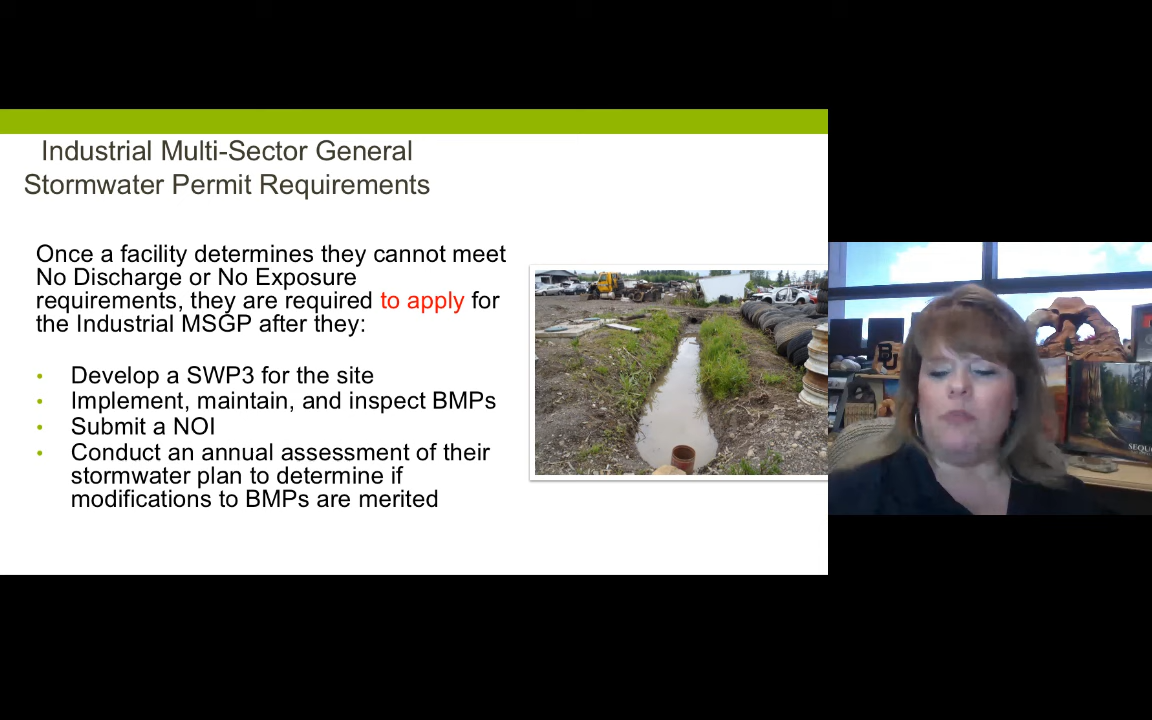 Industrial Multi-Sector General
Stormwater Permit Requirements
Once a facility determines they cannot meet
No Discharge or No Exposure
requirements, they are required to apply for
the Industrial MSGP after they:
• Develop a SWP3 for the site
• Implement, maintain, and inspect BMPs
• Submit a NOI
• Conduct an annual assessment of their
stormwater plan to determine if
modifications to BMPs are merited
BU
SEQU